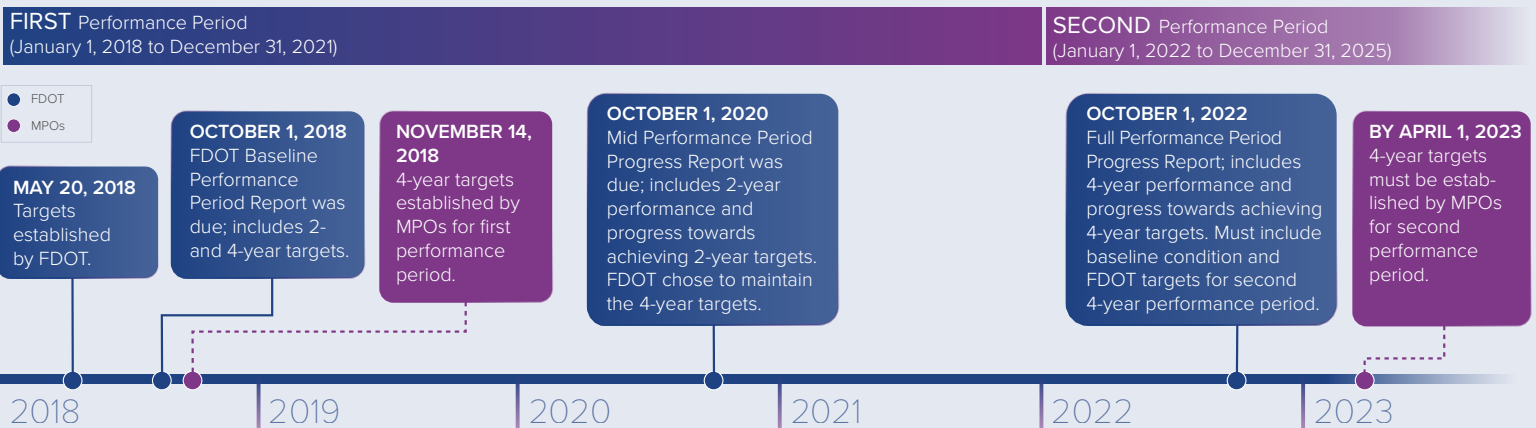 FIRST Performance Period
(January 1, 2018 to December 31, 2021)
SECOND Performance Period
(January 1, 2022 to December 31, 2025)
FDOT
MPOs
MAY 20, 2018
Targets
established
by FDOT.
OCTOBER 1, 2018
FDOT Baseline
Performance
Period Report was
due; includes 2-
and 4-year targets.
NOVEMBER 14,
2018
4-year targets
established by
MPOs for first
performance
period.
OCTOBER 1, 2020
Mid Performance Period
Progress Report was
due; includes 2-year
performance and
progress towards
achieving 2-year targets.
FDOT chose to maintain
the 4-year targets.
OCTOBER 1, 2022
Full Performance Period
Progress Report; includes
4-year performance and
progress towards achieving
4-year targets. Must include
baseline condition and
FDOT targets for second
4-year performance period.
BY APRIL 1, 2023
4-year targets
must be estab-
lished by MPOs
for second
performance
period.
2018
2019
2020
2021
2022
2023